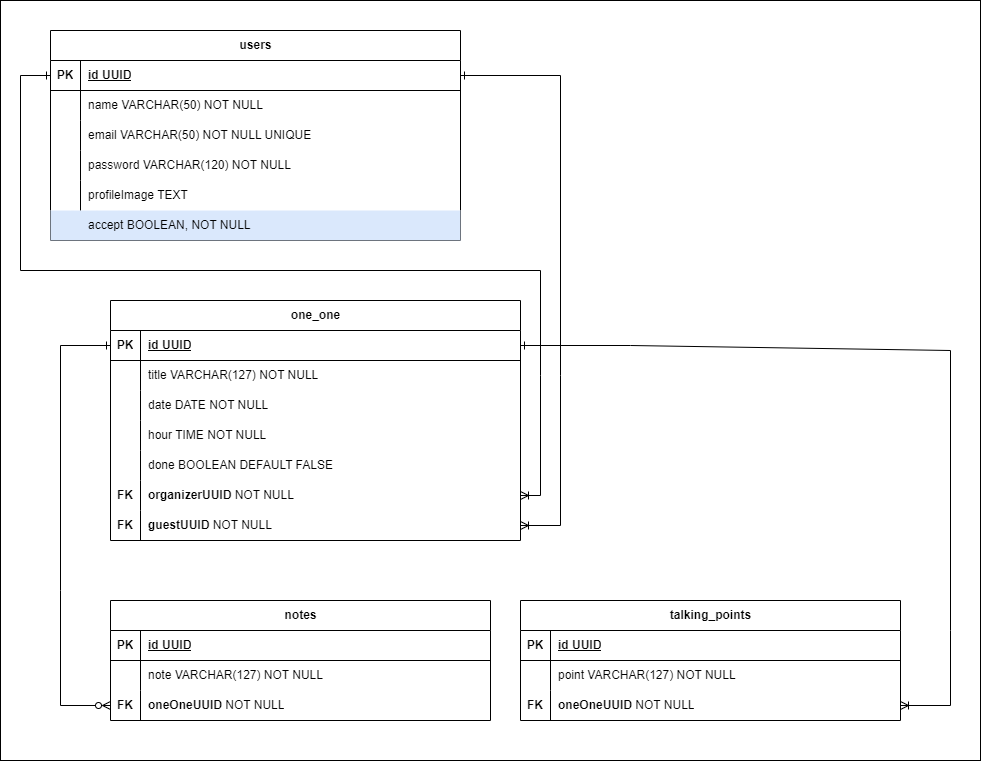 users
PK id UUID
name VARCHAR(50) NOT NULL
email VARCHAR(50) NOT NULL UNIQUE
password VARCHAR(120) NOT NULL
profileImage TEXT
accept BOOLEAN, NOT NULL
one_one
PK id UUID
title VARCHAR(127) NOT NULL
date DATE NOT NULL
hour TIME NOT NULL
done BOOLEAN DEFAULT FALSE
FK organizerUUID NOT NULL
FK guestUUID NOT NULL
notes
PK id UUID
note VARCHAR(127) NOT NULL
FK oneOneUUID NOT NULL
talking_points
PK id UUID
point VARCHAR(127) NOT NULL
FK oneOneUUID NOT NULL